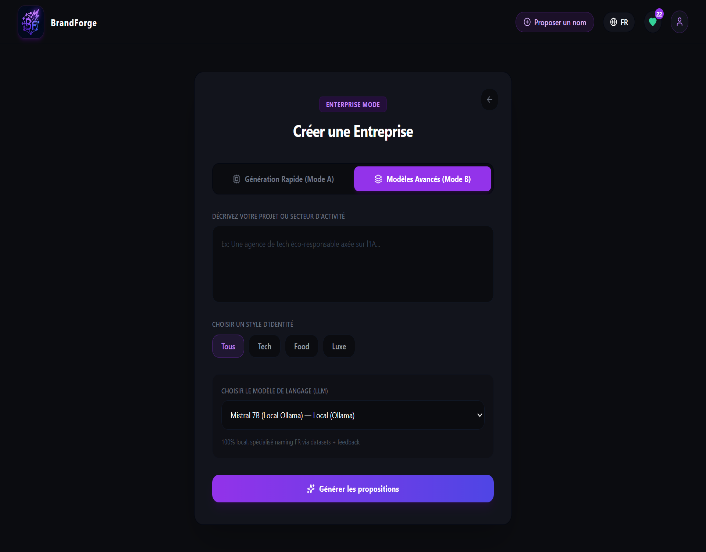 BrandForge
Proposer un nom
FR
22
ENTERPRISE MODE
Créer une Entreprise
Génération Rapide (Mode A)
Modèles Avancés (Mode B)
DÉCRIVEZ VOTRE PROJET OU SECTEUR D'ACTIVITÉ
Ex: Une agence de tech éco-responsable axée sur l'IA...
CHOISIR UN STYLE D'IDENTITÉ
Tous
Tech
Food
Luxe
CHOISIR LE MODÈLE DE LANGAGE (LLM)
Mistral 7B (Local Ollama) — Local (Ollama)
100% local, spécialisé naming FR via datasets + feedback
Générer les propositions